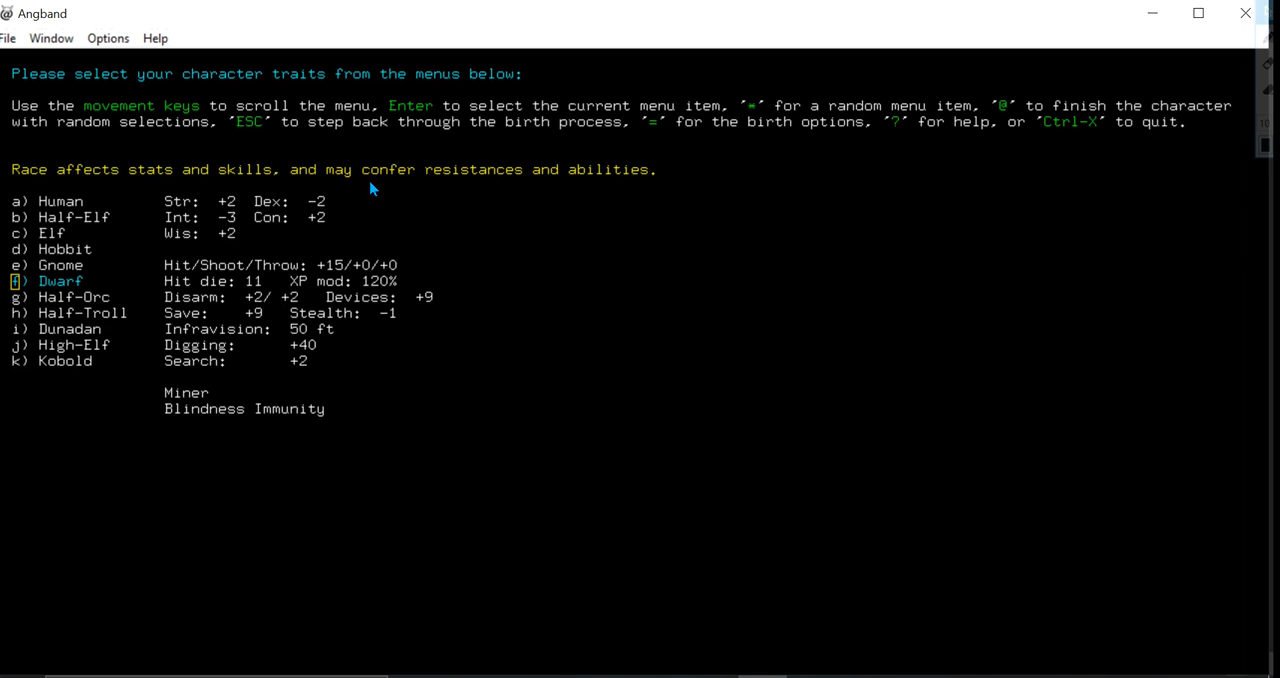 Angband
File Window Options Help
Please select your character traits from the menus below:
Use the movement keys to scroll the menu, Enter to select the current menu item, '*' for a random menu item, '@' to finish the character
with random selections, 'ESC' to step back through the birth process, '=' for the birth options, '?' for help, or 'Ctrl-X' to quit.
Race affects stats and skills, and may confer resistances and abilities.
a) Human Str: +2 Dex: -2
b) Half-Elf Int: -3 Con: +2
c) Elf Wis: +2
d) Hobbit
e) Gnome Hit/Shoot/Throw: +15/+0/+0
f) Dwarf Hit die: 11 XP mod: 120%
g) Half-Orc Disarm: +2/ +2 Devices: +9
h) Half-Troll Save: +9 Stealth: -1
i) Dunadan Infravision: 50 ft
j) High-Elf Digging: +40
k) Kobold Search: +2
Miner
Blindness Immunity
10